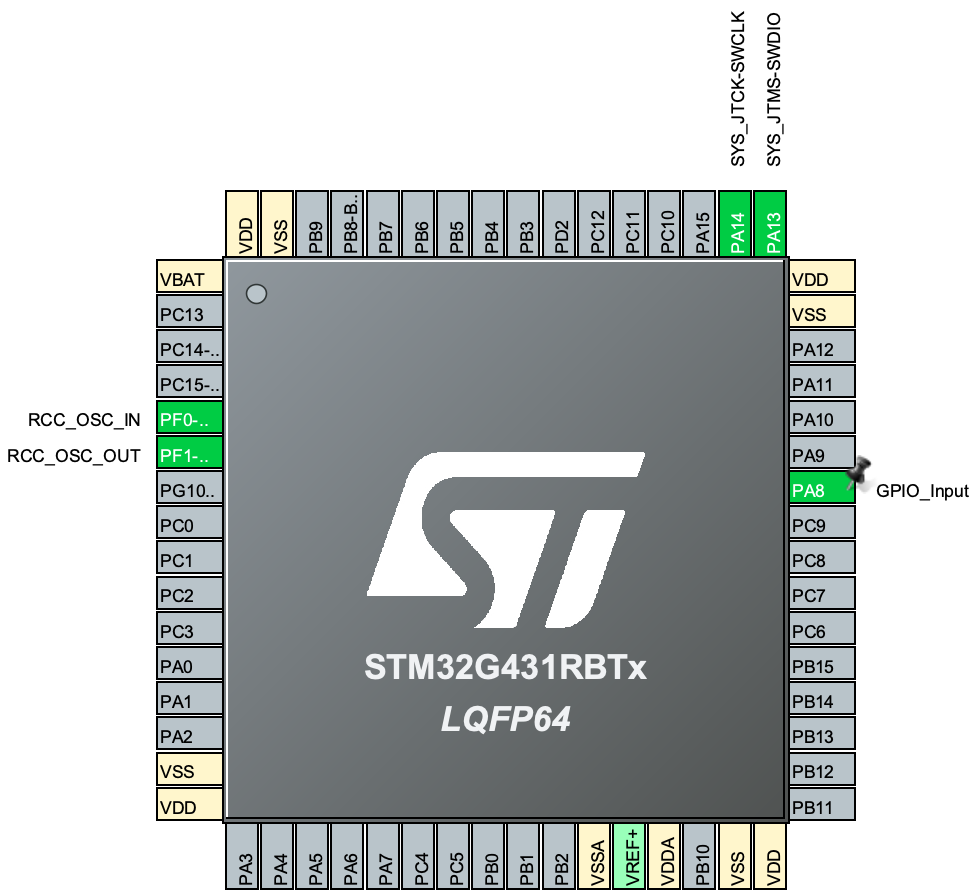 SYS_JTCK-SWCLK
SYS_JTMS-SWDIO
VDD
VSS
PB9
PB8-B..
PB7
PB6
PB5
PB4
PB3
PD2
PC12
PC11
PC10
PA15
PA14
PA13
VBAT
PC13
PC14-..
PC15-..
RCC_OSC_IN
PF0-..
RCC_OSC_OUT
PF1-..
PG10..
PC0
PC1
PC2
PC3
PA0
PA1
PA2
VSS
VDD
ST
STM32G431RBTx
LQFP64
VDD
VSS
PA12
PA11
PA10
PA9
PA8
GPIO_Input
PC9
PC8
PC7
PC6
PB15
PB14
PB13
PB12
PB11
PA3
PA4
PA5
PA6
PA7
PC4
PC5
PB0
PB1
PB2
VSSA
VREF+
VDDA
PB10
VSS
VDD